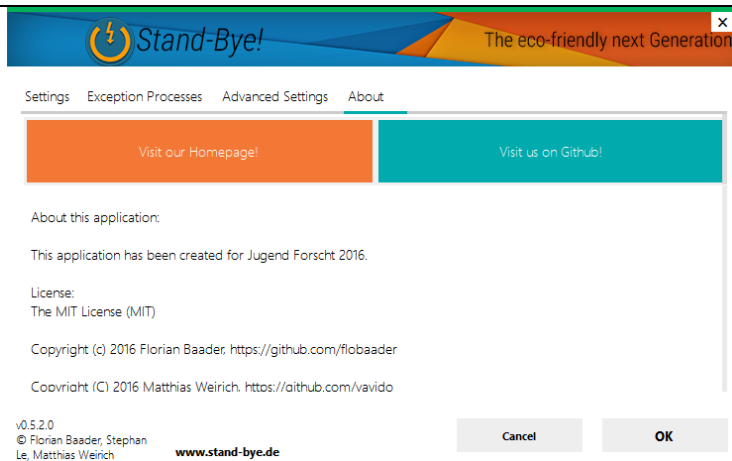 Stand-Bye!
The eco-friendly next Generation
Settings Exception Processes Advanced Settings About
Visit our Homepage!
Visit us on Github!
About this application:
This application has been created for Jugend Forscht 2016.
License:
The MIT License (MIT)
Copyright (c) 2016 Florian Baader, https://github.com/flobaader
Copyright (C) 2016 Matthias Weirich, https://github.com/vavido
v0.5.2.0
© Florian Baader, Stephan
Le, Matthias Weirich
www.stand-bye.de
Cancel
OK